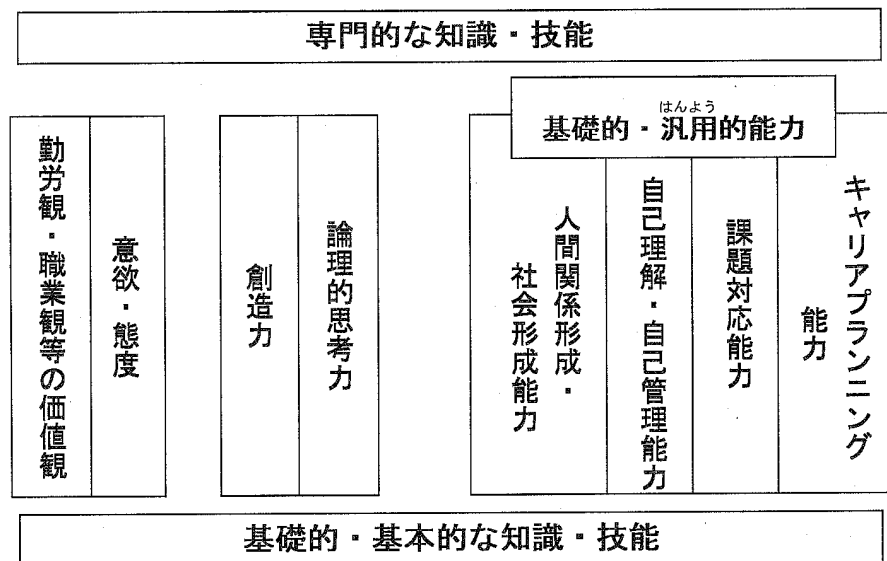 専門的な知識・技能
はんよう
基礎的・汎用的能力
勤労観・職業観等の価値観
意欲・態度
創造力
論理的思考力
人間関係形成・
社会形成能力
自己理解・自己管理能力
課題対応能力
キャリアプランニング
能力
基礎的・基本的な知識・技能